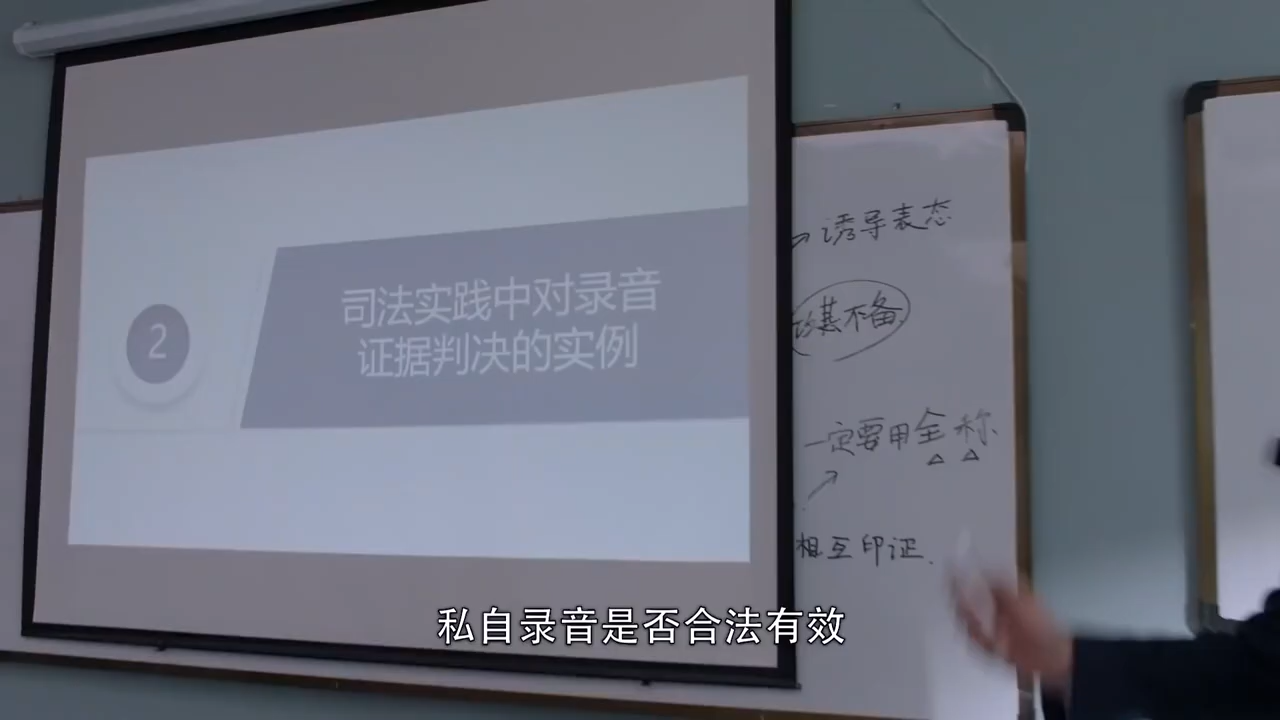 2
司法实践中对录音
证据判决的实例
诱导表态
其不备
一定要用全称
相互印证.
私自录音是否合法有效